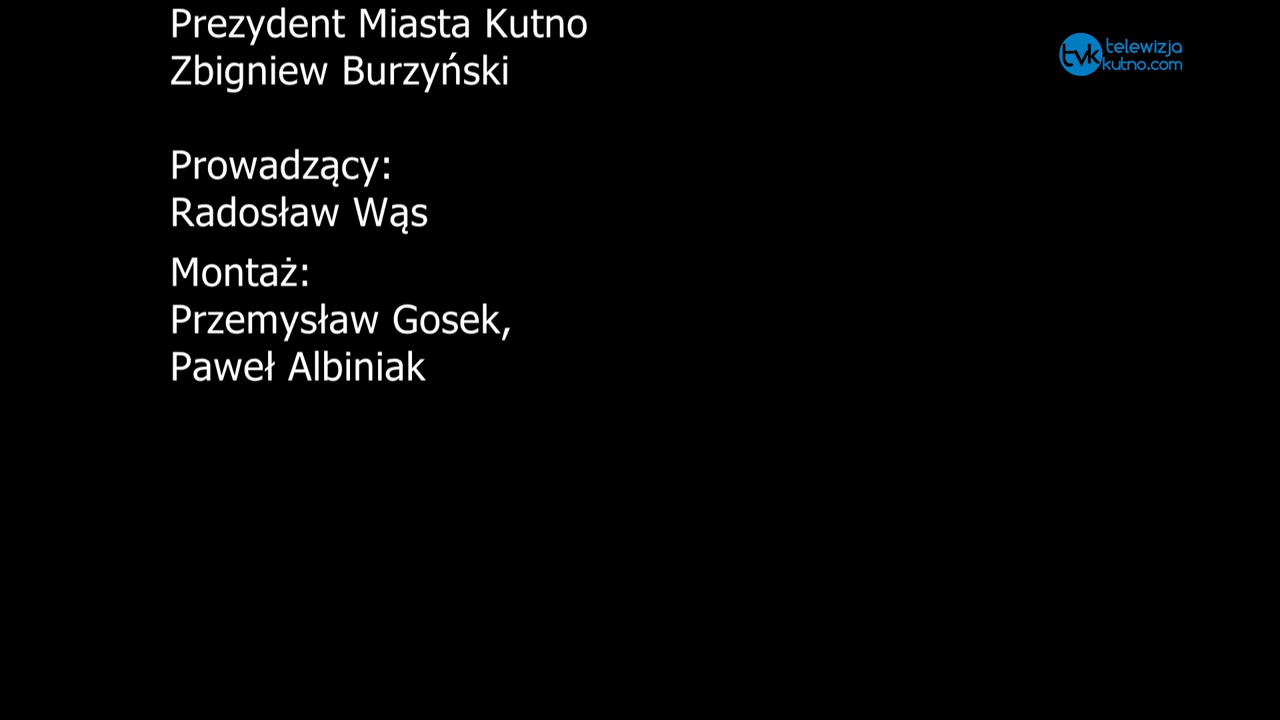 Prezydent Miasta Kutno
Zbigniew Burzyński
Prowadzący:
Radosław Wąs
Montaż:
Przemysław Gosek,
Paweł Albiniak
tvk telewizja
kutno.com